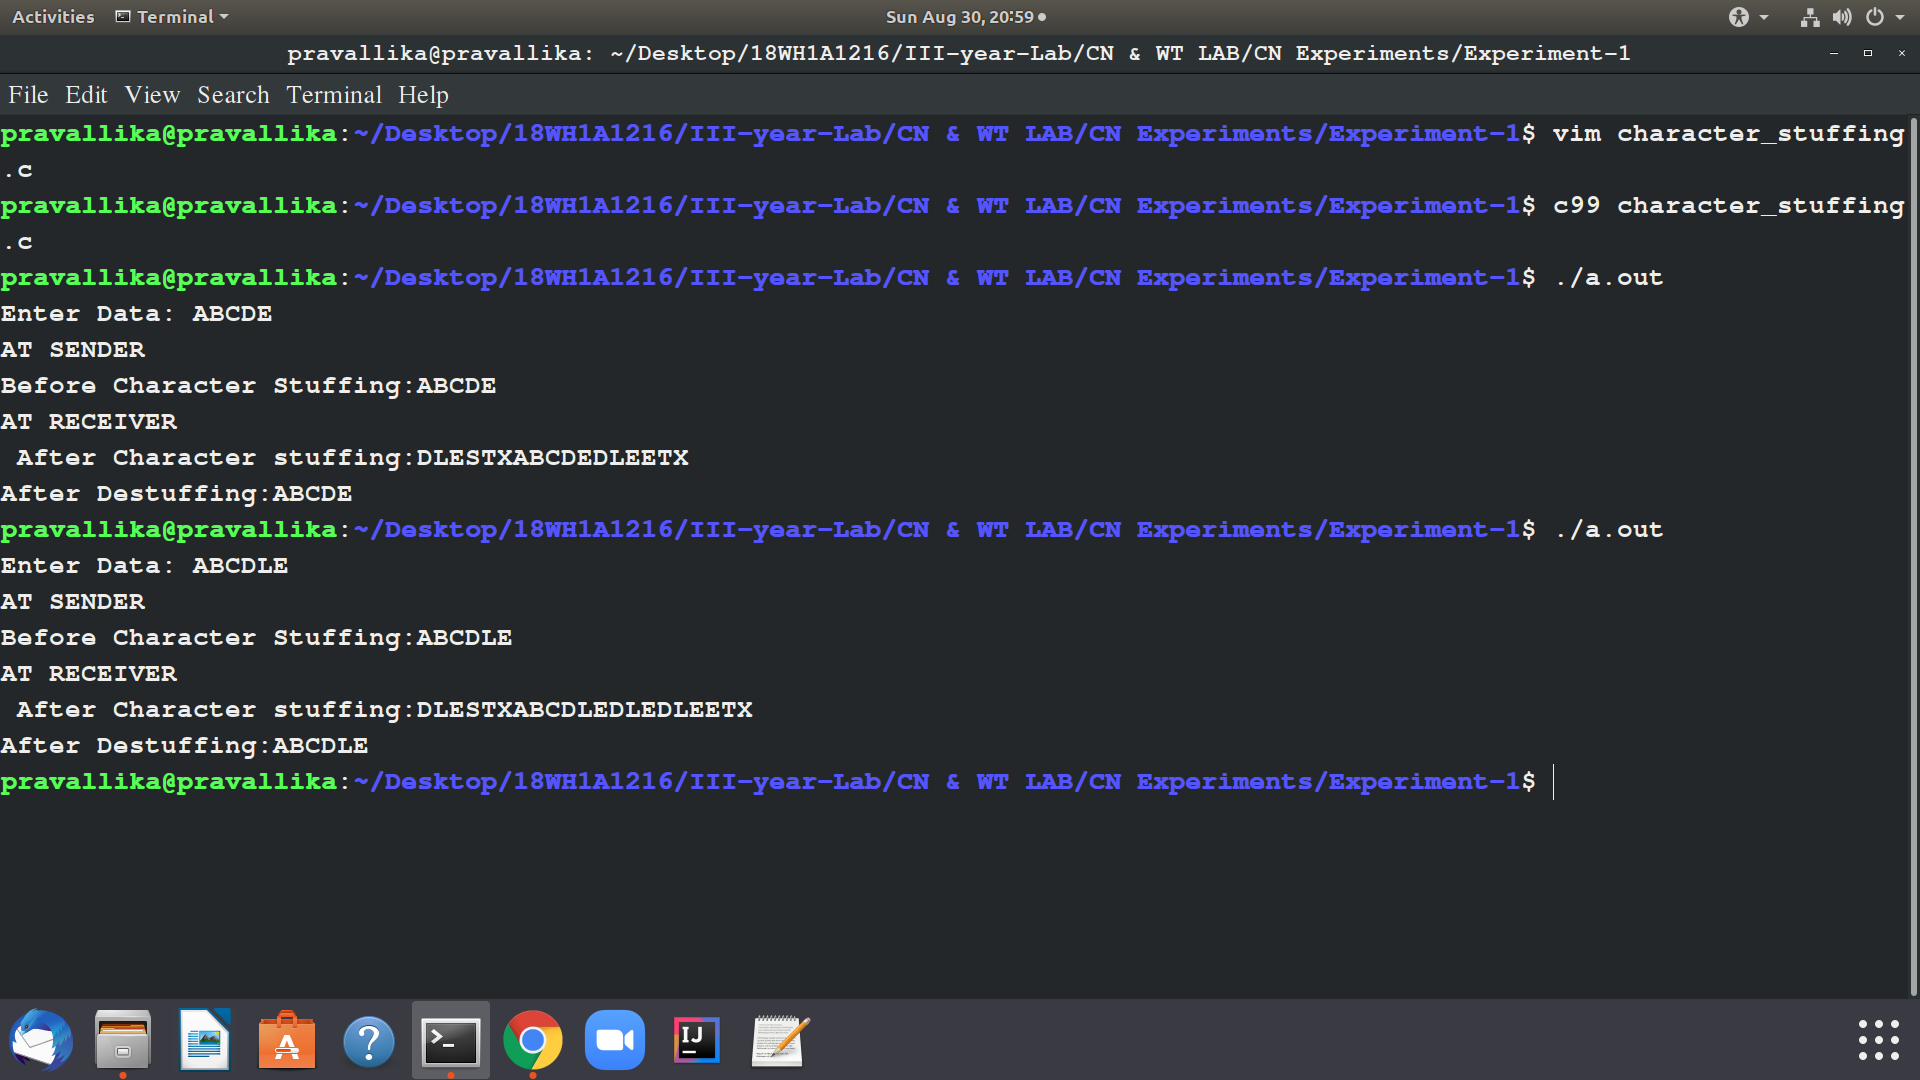 Activities Terminal Sun Aug 30, 20:59
pravallika@pravallika: ~/Desktop/18WH1A1216/III-year-Lab/CN & WT LAB/CN Experiments/Experiment-1
File Edit View Search Terminal Help
pravallika@pravallika:~/Desktop/18WH1A1216/III-year-Lab/CN & WT LAB/CN Experiments/Experiment-1$ vim character_stuffing
.c
pravallika@pravallika:~/Desktop/18WH1A1216/III-year-Lab/CN & WT LAB/CN Experiments/Experiment-1$ c99 character_stuffing
.c
pravallika@pravallika:~/Desktop/18WH1A1216/III-year-Lab/CN & WT LAB/CN Experiments/Experiment-1$ ./a.out
Enter Data: ABCDE
AT SENDER
Before Character Stuffing:ABCDE
AT RECEIVER
 After Character stuffing:DLESTXABCDEDLEETX
After Destuffing:ABCDE
pravallika@pravallika:~/Desktop/18WH1A1216/III-year-Lab/CN & WT LAB/CN Experiments/Experiment-1$ ./a.out
Enter Data: ABCDLE
AT SENDER
Before Character Stuffing:ABCDLE
AT RECEIVER
 After Character stuffing:DLESTXABCDLEDLEDLEETX
After Destuffing:ABCDLE
pravallika@pravallika:~/Desktop/18WH1A1216/III-year-Lab/CN & WT LAB/CN Experiments/Experiment-1$
IJ